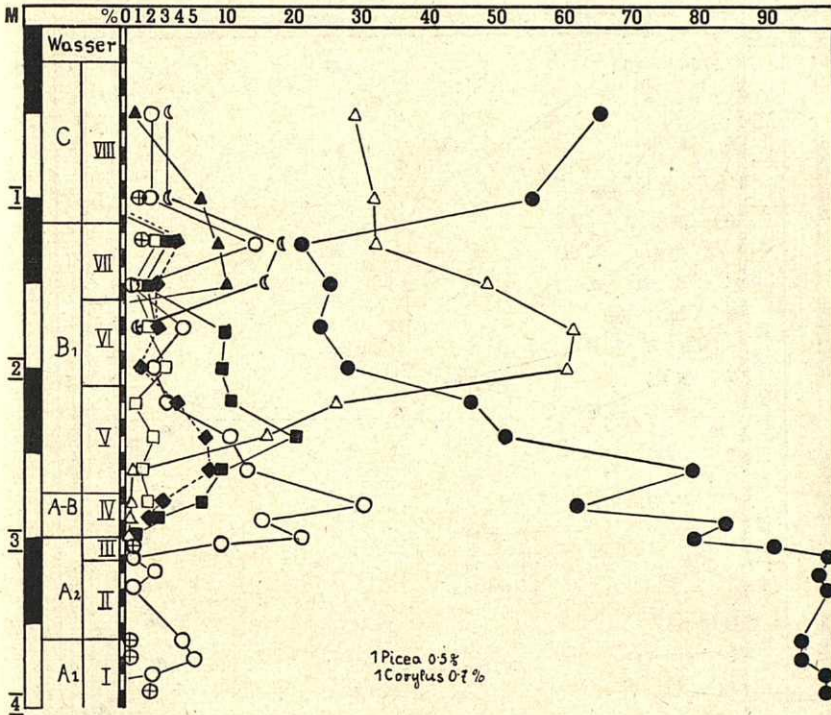 M % 0 1 2 3 4 5 10 20 30 40 50 60 70 80 90
Wasser
C VIII
1
VII
B₁ VI
2
V
A-B IV
3 III
A₂ II
A₁ I
1 Picea 0.5%
1 Corylus 0.7%
4